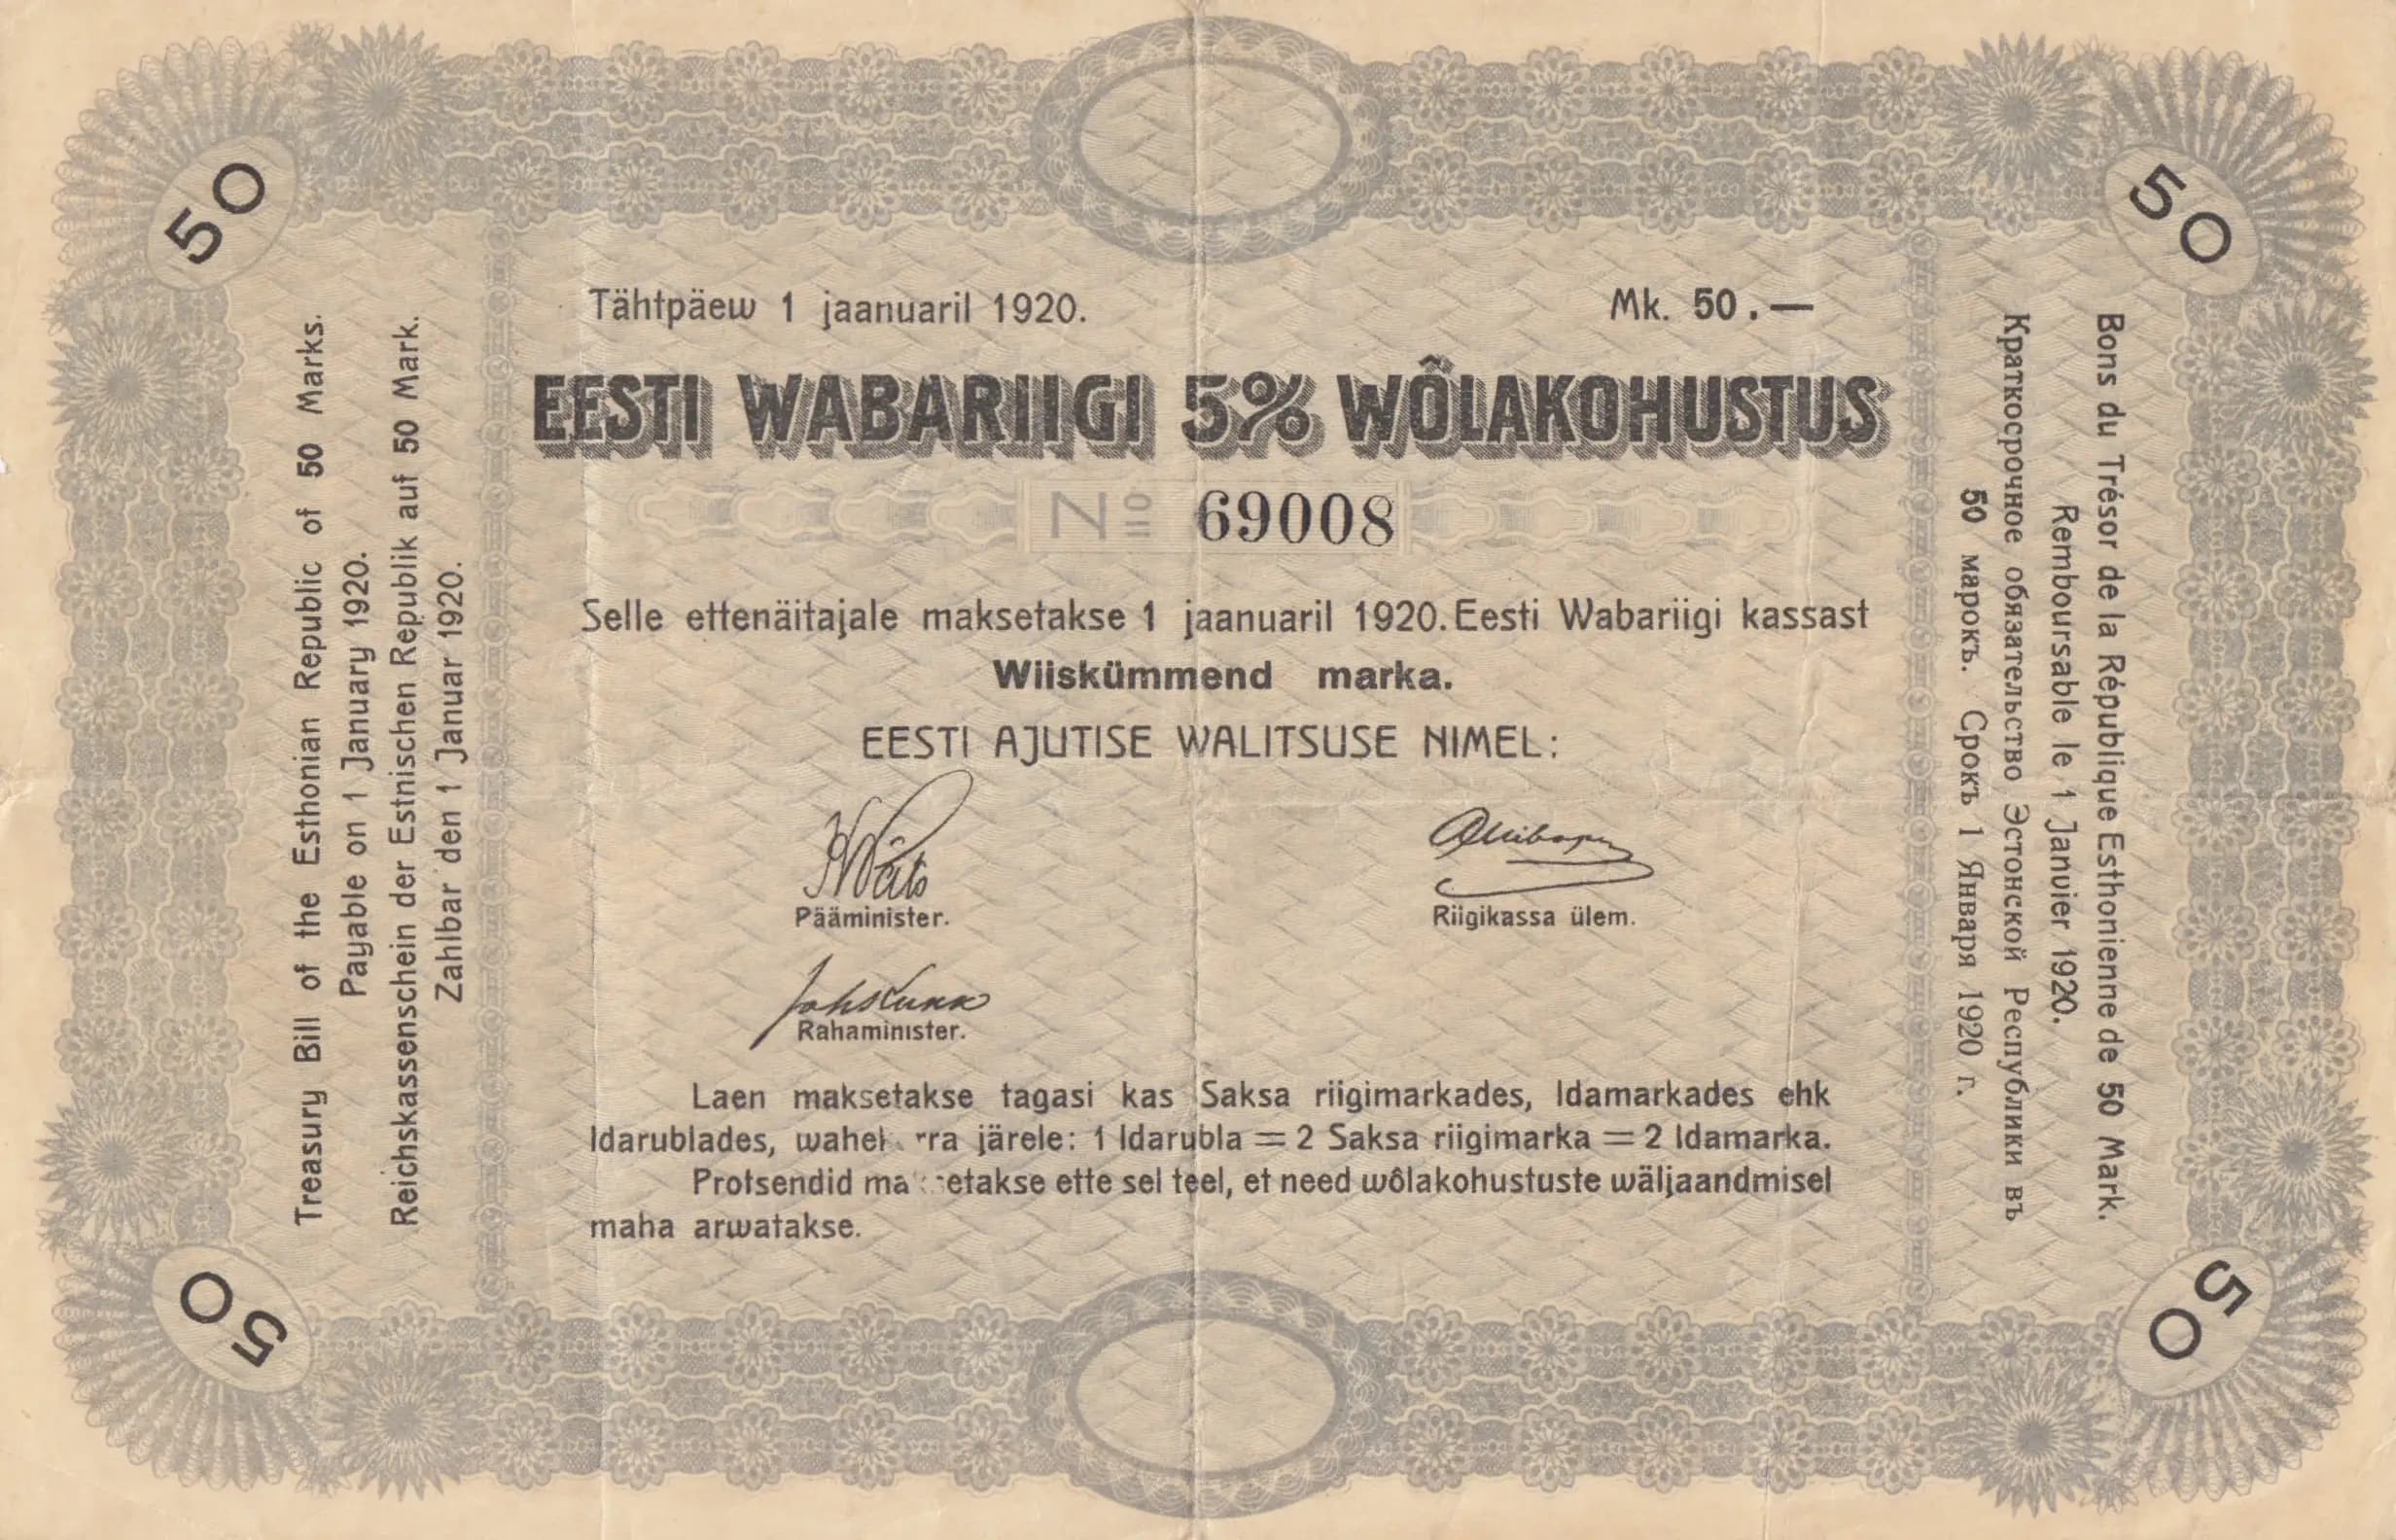 50
50
Tähtpäew 1 jaanuaril 1920.
Mk. 50.—
EESTI WABARIIGI 5% WÕLAKOHUSTUS
No 69008
Selle ettenäitajale maksetakse 1 jaanuaril 1920. Eesti Wabariigi kassast
Wiiskümmend marka.
EESTI AJUTISE WALITSUSE NIMEL:
Pääminister.
Riigikassa ülem.
Rahaminister.
Laen maksetakse tagasi kas Saksa riigimarkades, Idamarkades ehk
Idarublades, järele: 1 Idarubla = 2 Saksa riigimarka = 2 Idamarka.
Protsendid ette sel teel, et need wôlakohustuste wäljaandmisel
maha arwatakse.
Treasury Bill of the Esthonian Republic of 50 Marks.
Payable on 1 January 1920.
Reichskassenschein der Estnischen Republik auf 50 Mark.
Zahlbar den 1 Januar 1920.
Bons du Trésor de la République Esthonienne de 50 Mark.
Remboursable le 1 Janvier 1920.
Краткосрочное обязательство Эстонской Республики въ
50 марокъ. Срокъ 1 Января 1920 г.
50
50